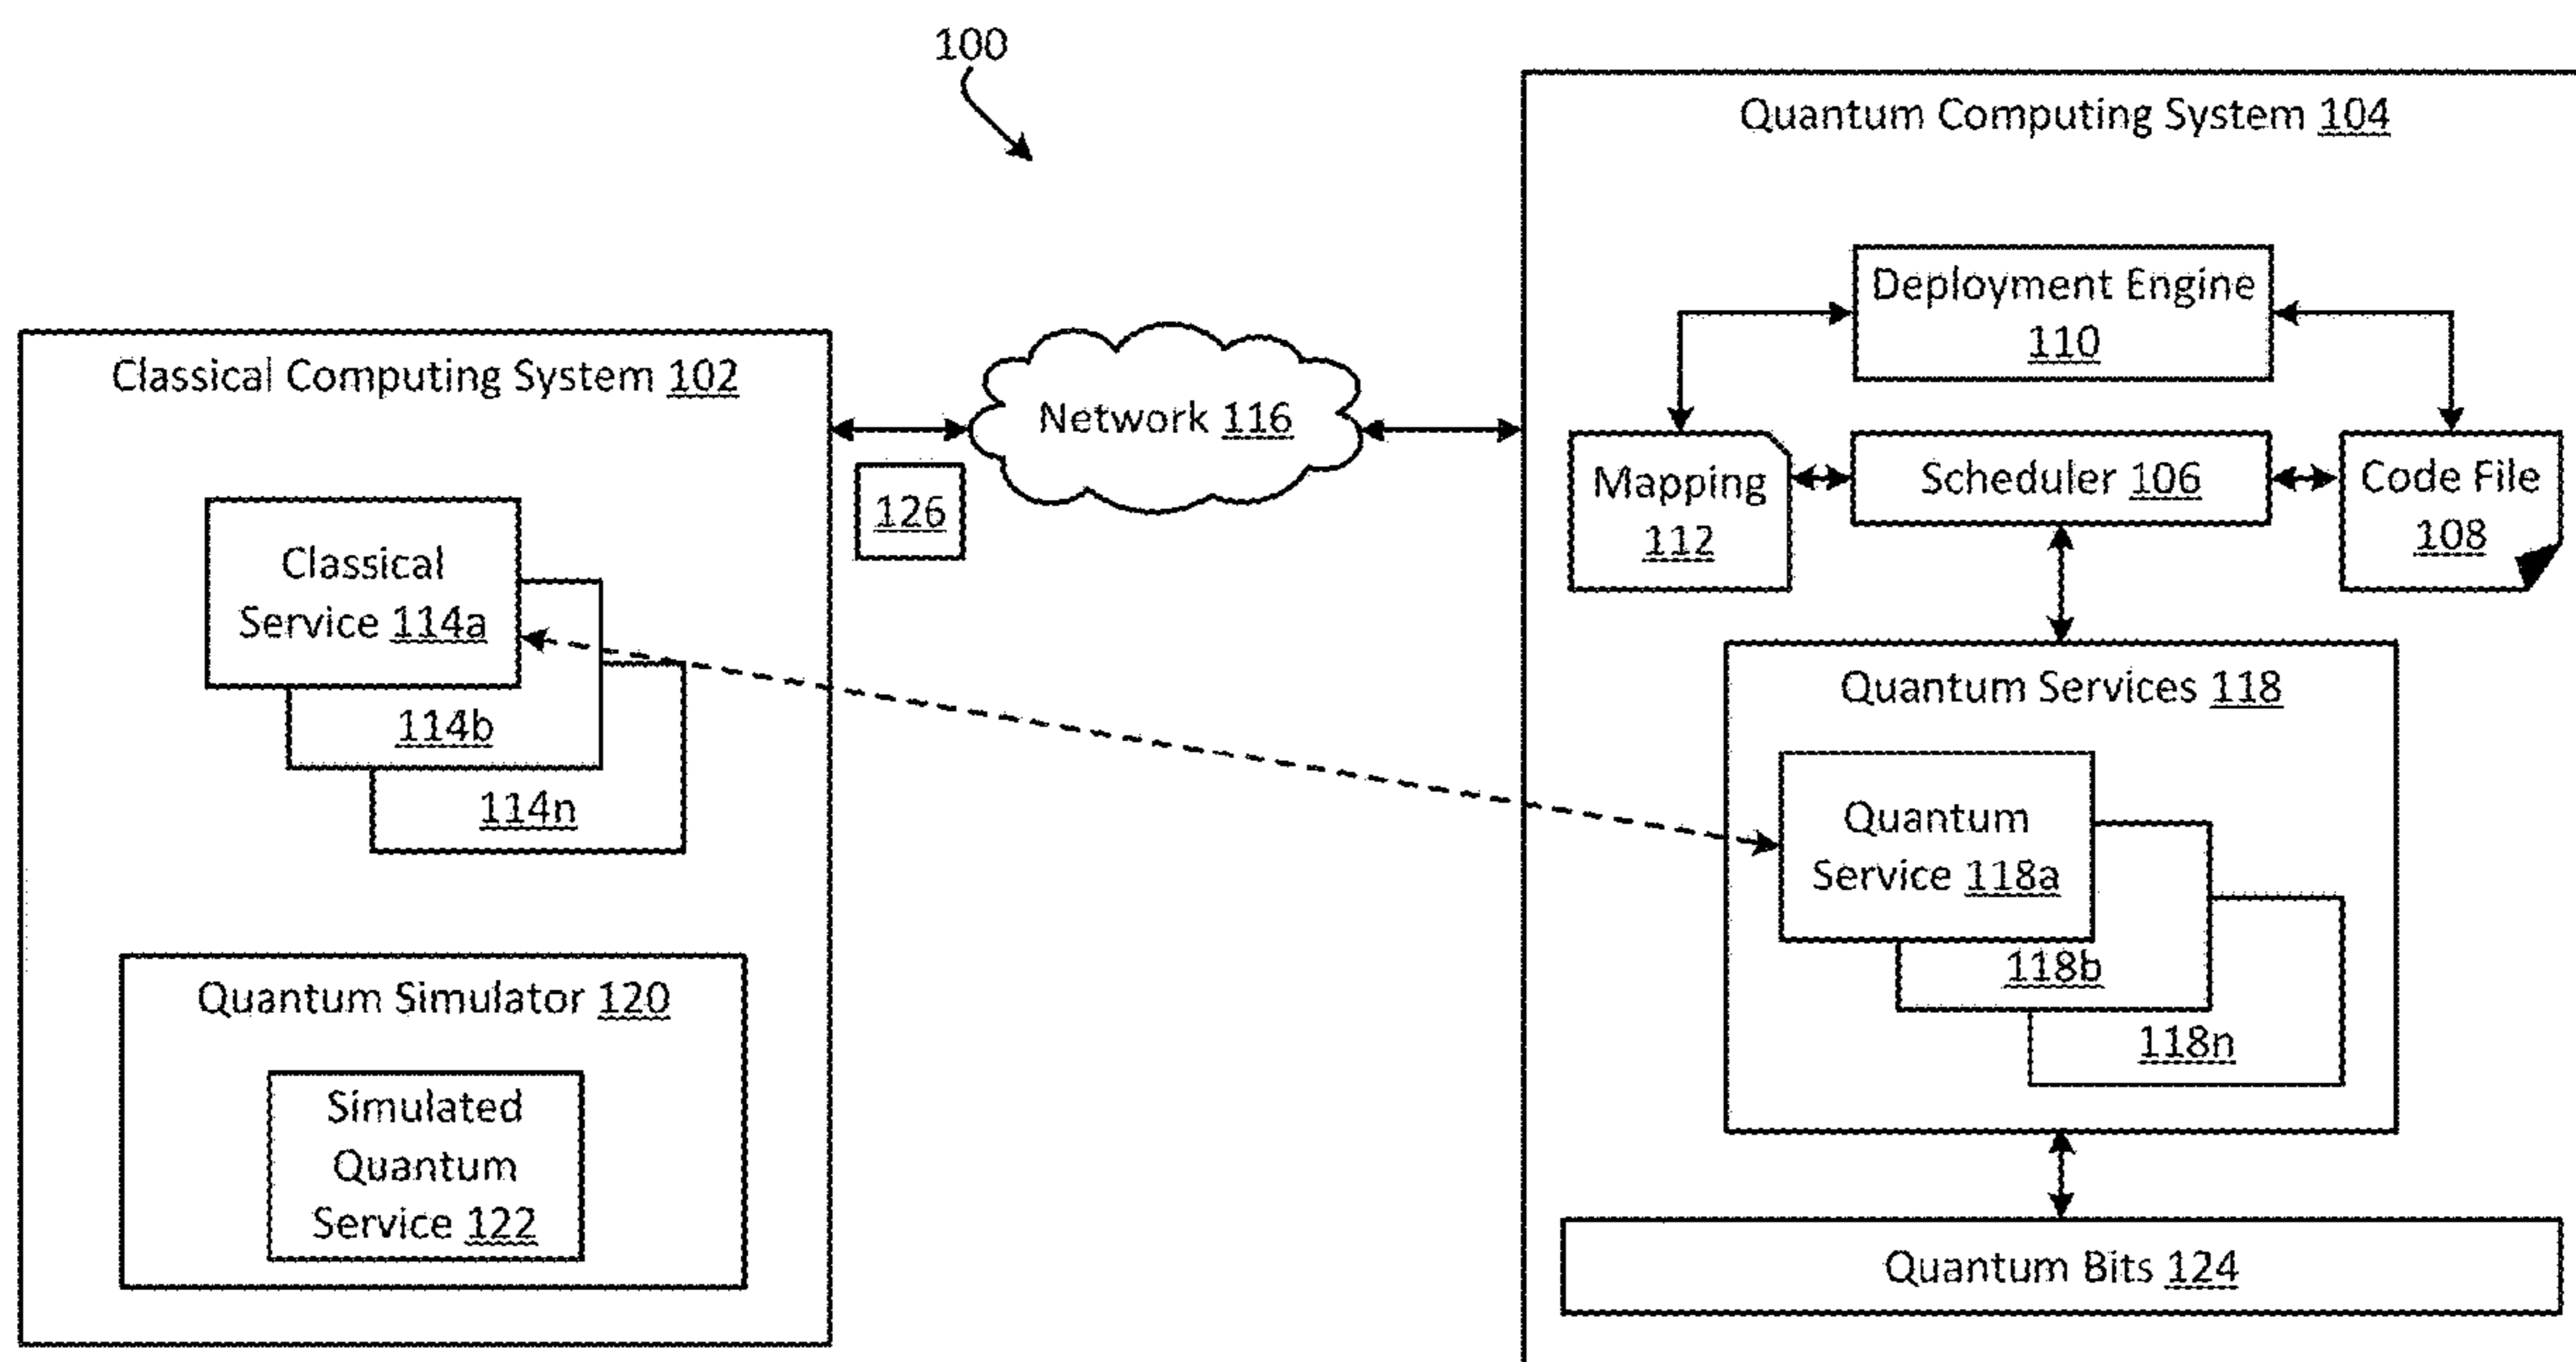 100
Quantum Computing System 104
Deployment Engine
110
Classical Computing System 102
Network 116
126
Mapping
112
Scheduler 106
Code File
108
Classical
Service 114a
114b
114n
Quantum Services 118
Quantum
Service 118a
118b
118n
Quantum Simulator 120
Simulated
Quantum
Service 122
Quantum Bits 124